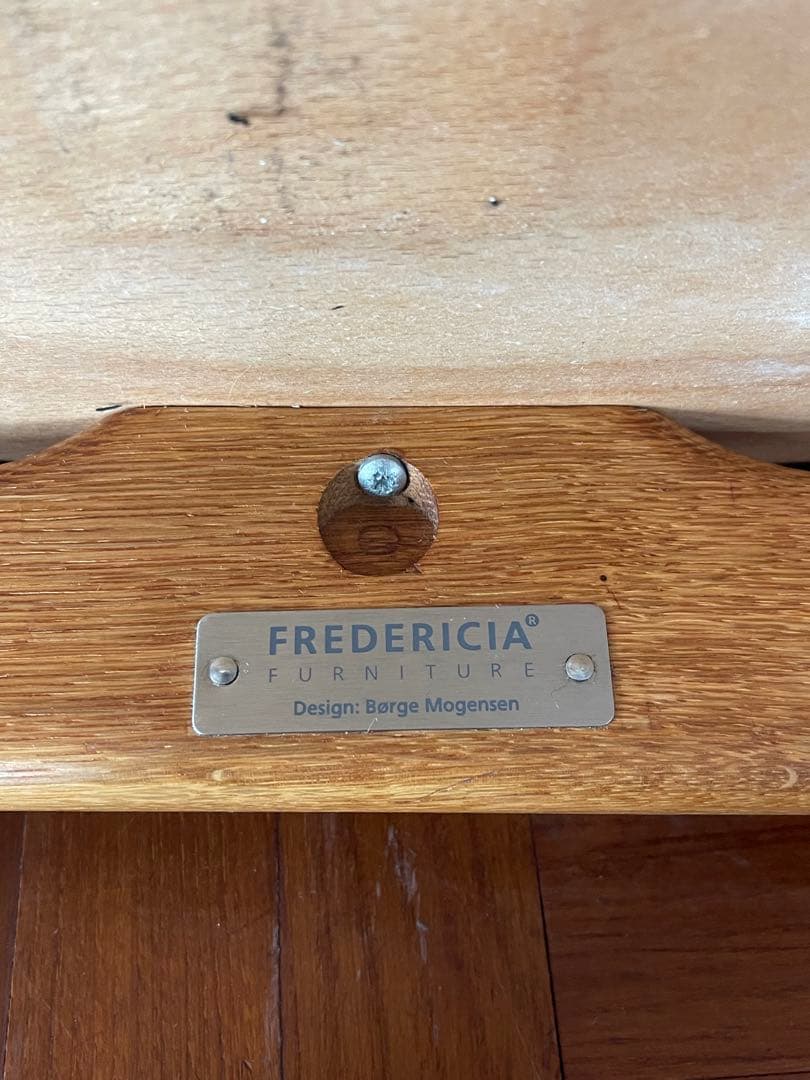 FREDERICIA®
FURNITURE
Design: Børge Mogensen